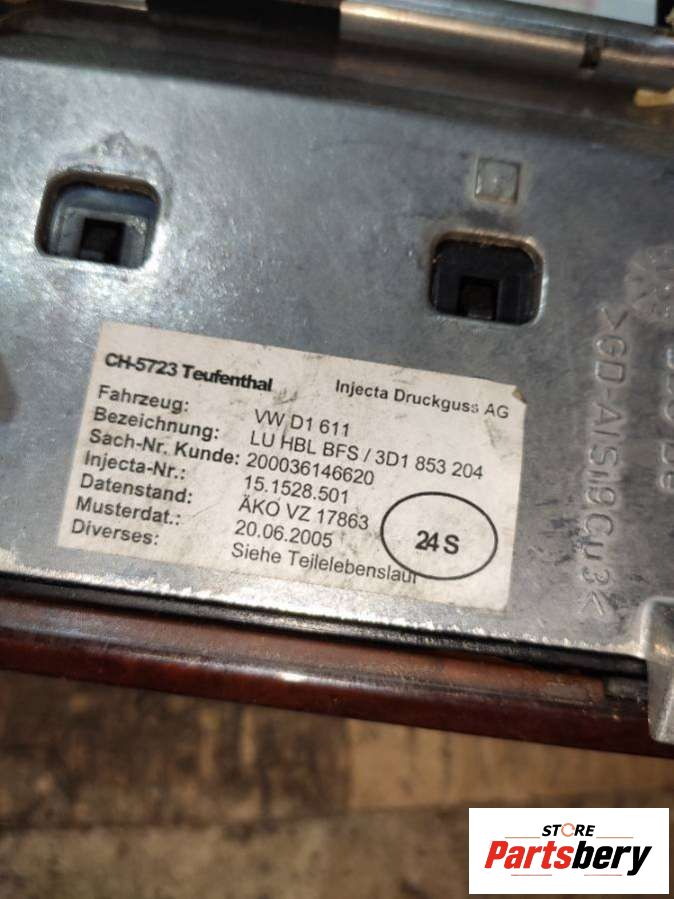 CH-5723 Teufenthal Injecta Druckguss AG
Fahrzeug: VW D1 611
Bezeichnung: LU HBL BFS / 3D1 853 204
Sach-Nr. Kunde: 200036146620
Injecta-Nr.: 15.1528.501
Datenstand: ÄKO VZ 17863
Musterdat.: 20.06.2005
Diverses: Siehe Teilelebenslauf
24 S
>GD-AlSi9Cu3<
STORE
Partsbery